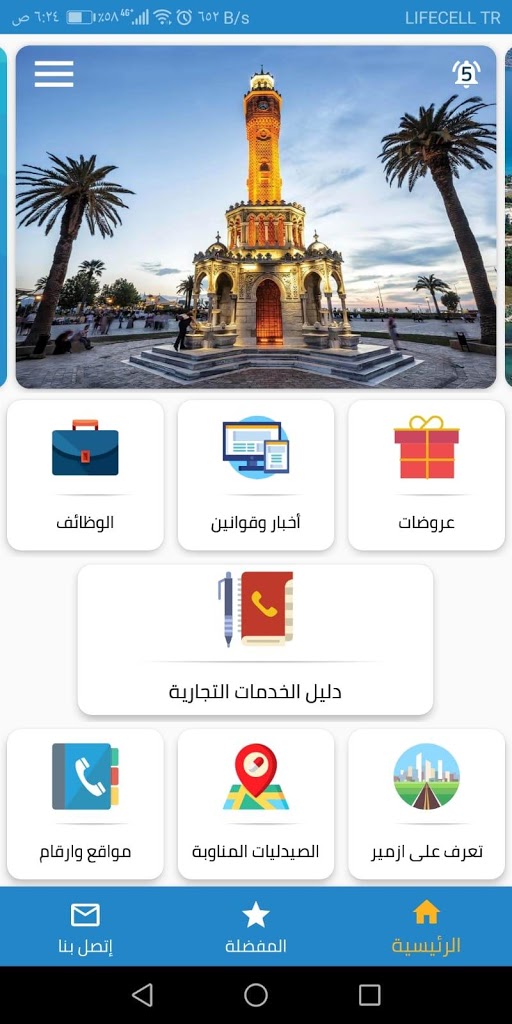 ٦:٢٤ ص ٥٨٪ 4G+ ٦٥٢ B/s LIFECELL TR
5
عروضات
أخبار وقوانين
الوظائف
دليل الخدمات التجارية
تعرف على ازمير
الصيدليات المناوبة
مواقع وارقام
الرئيسية
المفضلة
إتصل بنا